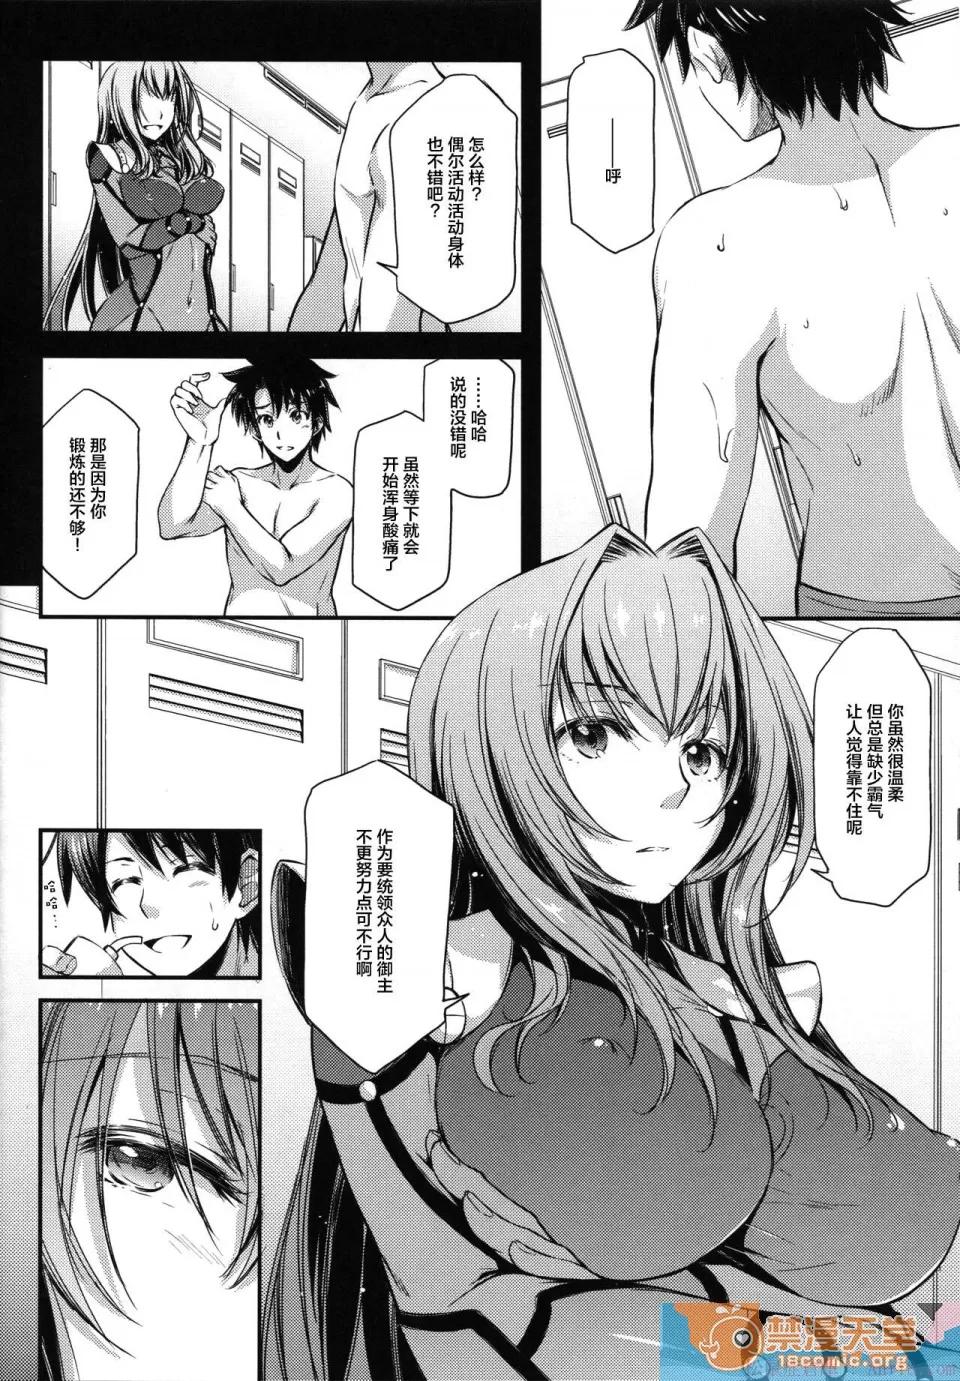 ——呼
怎么样？
偶尔活动活动身体
也不错吧？
……哈哈
说的没错呢
虽然等下就会
开始浑身酸痛了
那是因为你
锻炼的还不够！
你虽然很温柔
但总是缺少霸气
让人觉得靠不住呢
作为要统领众人的御主
不更努力点可不行啊
哈哈…
禁漫天堂
18comic.org